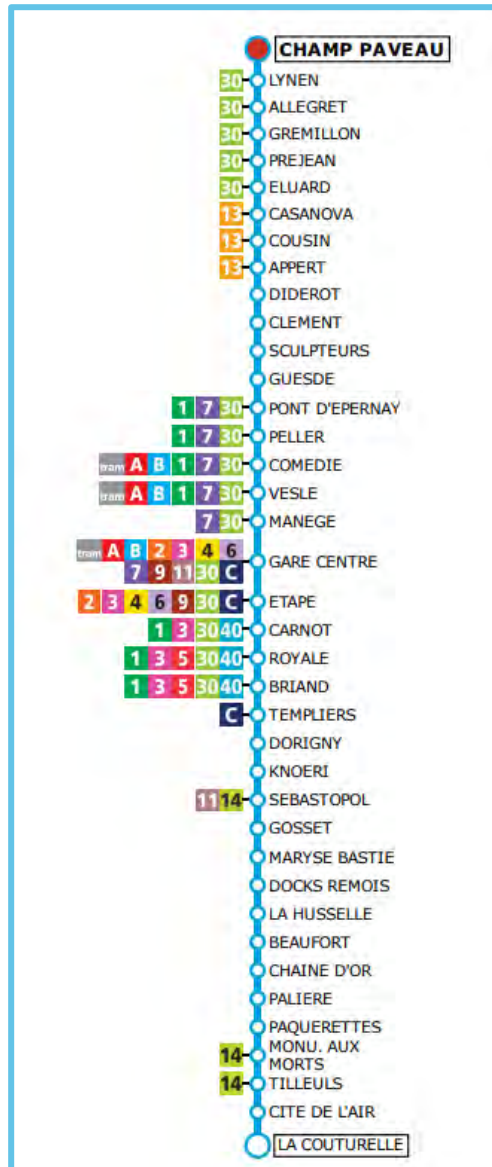 CHAMP PAVEAU
30 LYNEN
30 ALLEGRET
30 GREMILLON
30 PREJEAN
30 ELUARD
13 CASANOVA
13 COUSIN
13 APPERT
DIDEROT
CLEMENT
SCULPTEURS
GUESDE
1 7 30 PONT D'EPERNAY
1 7 30 PELLER
tram A B 1 7 30 COMEDIE
tram A B 1 7 30 VESLE
7 30 MANEGE
tram A B 2 3 4 6
7 9 11 30 C GARE CENTRE
2 3 4 6 9 30 C ETAPE
1 3 30 40 CARNOT
1 3 5 30 40 ROYALE
1 3 5 30 40 BRIAND
C TEMPLIERS
DORIGNY
KNOERI
11 14 SEBASTOPOL
GOSSET
MARYSE BASTIE
DOCKS REMOIS
LA HUSSELLE
BEAUFORT
CHAINE D'OR
PALIERE
PAQUERETTES
14 MONU. AUX
MORTS
14 TILLEULS
CITE DE L'AIR
LA COUTURELLE